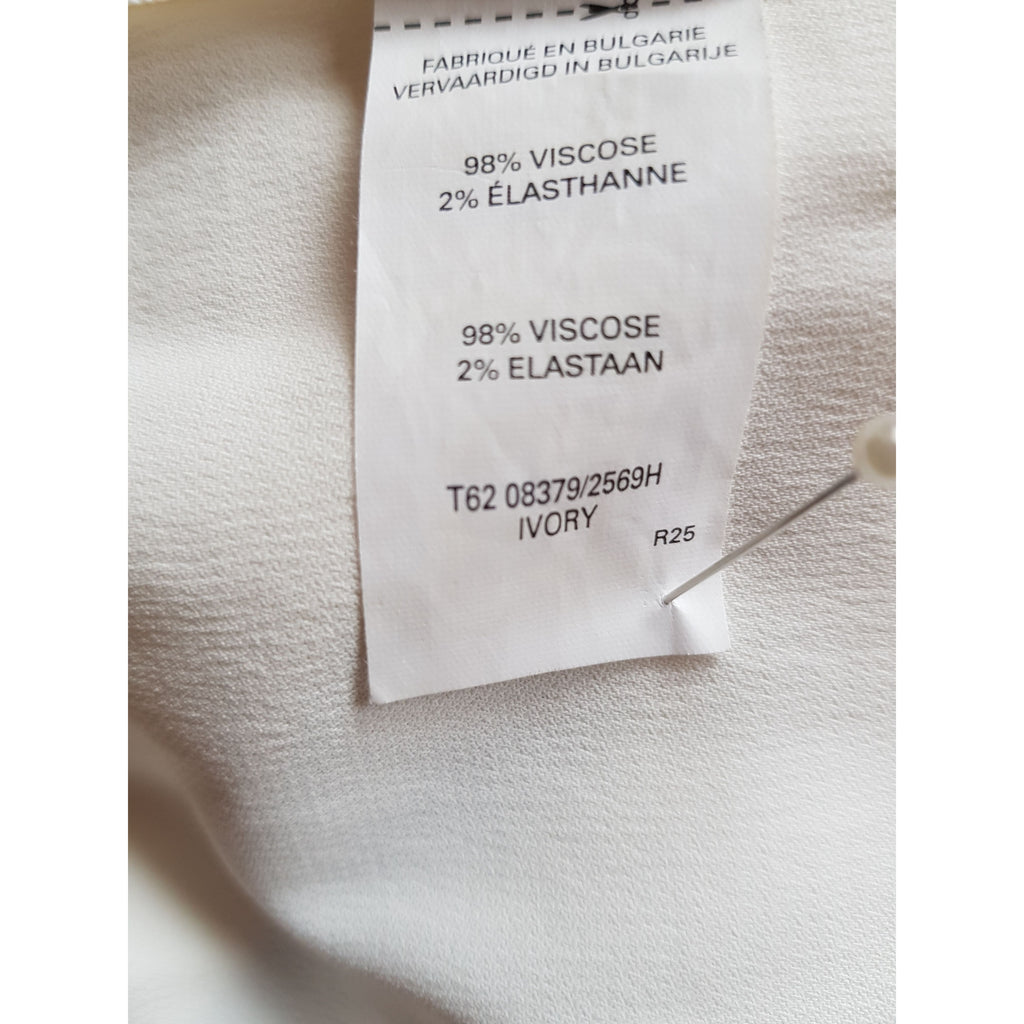 FABRIQUÉ EN BULGARIE
VERVAARDIGD IN BULGARIJE
98% VISCOSE
2% ÉLASTHANNE
98% VISCOSE
2% ELASTAAN
T62 08379/2569H
IVORY
R25